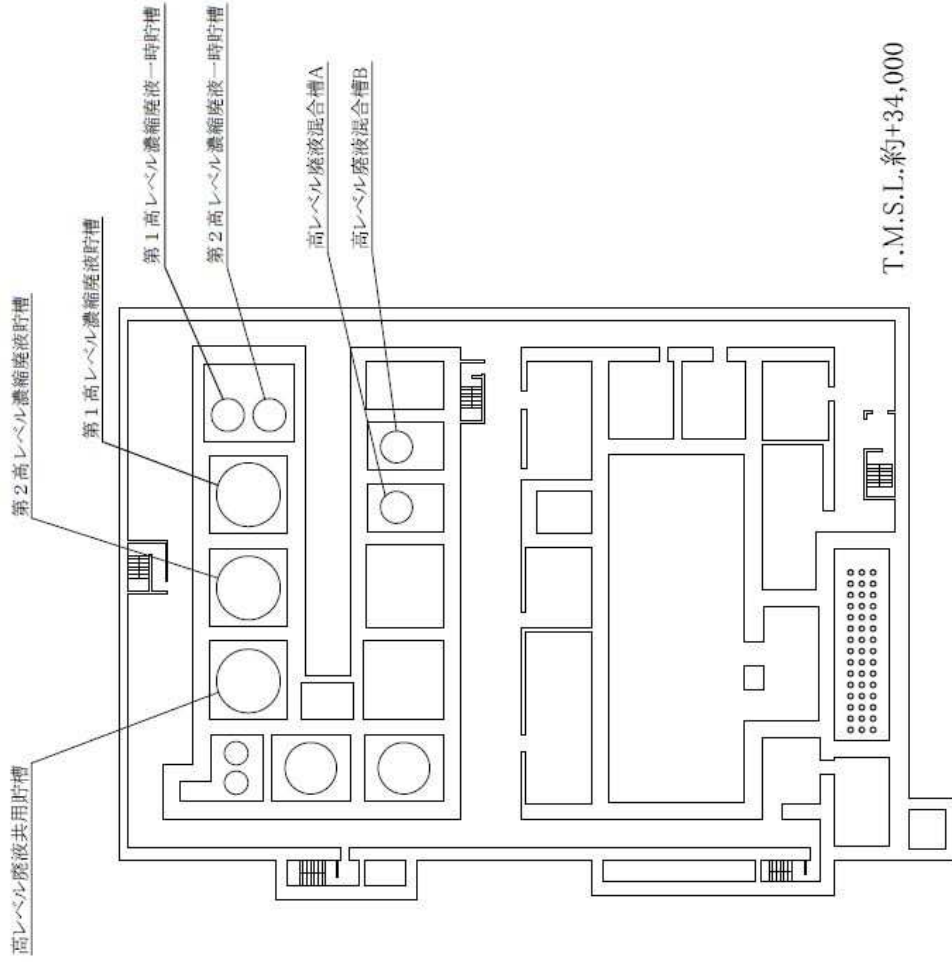 高レベル廃液共用貯槽
第2高レベル濃縮廃液貯槽
第1高レベル濃縮廃液貯槽
第1高レベル濃縮廃液一時貯槽
第2高レベル濃縮廃液一時貯槽
高レベル廃液混合槽A
高レベル廃液混合槽B
T.M.S.L.約+34,000